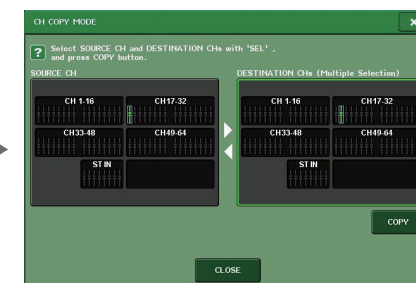 CH COPY MODE
×
? Select SOURCE CH and DESTINATION CHs with 'SEL' ,
and press COPY button.
SOURCE CH
DESTINATION CHs (Multiple Selection)
CH 1-16
CH17-32
CH 1-16
CH17-32
CH33-48
CH49-64
CH33-48
CH49-64
ST IN
ST IN
COPY
CLOSE